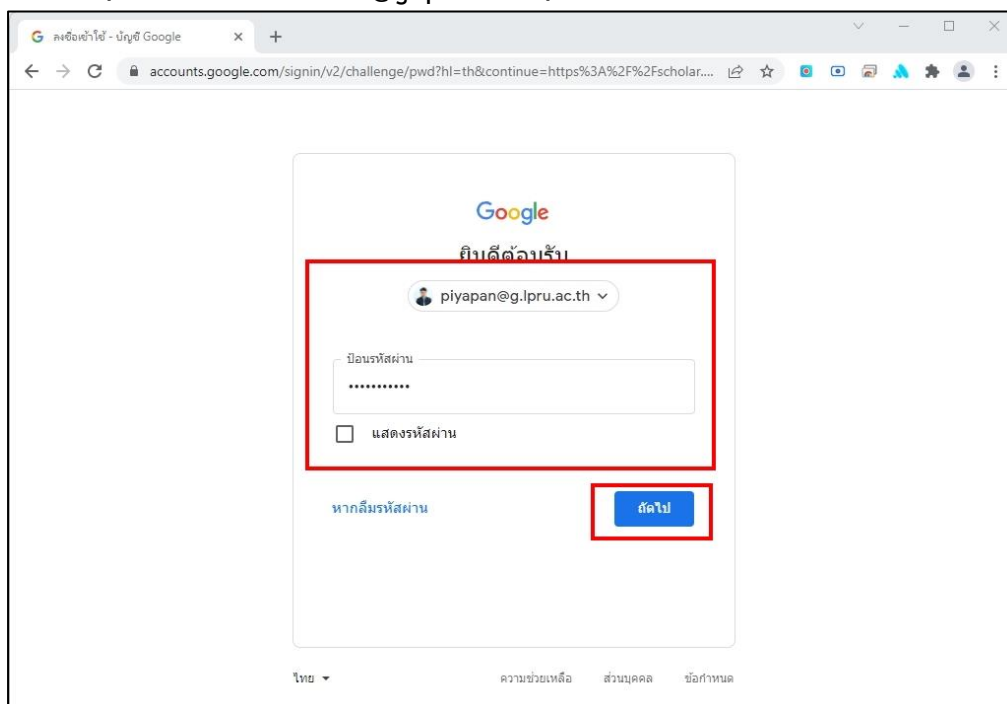 ลงชื่อเข้าใช้ - บัญชี Google
accounts.google.com/signin/v2/challenge/pwd?hl=th&continue=https%3A%2F%2Fscholar....
Google
ยินดีต้อนรับ
piyapan@g.lpru.ac.th
ป้อนรหัสผ่าน
•••••••••••
แสดงรหัสผ่าน
หากลืมรหัสผ่าน ถัดไป
ไทย ความช่วยเหลือ ส่วนบุคคล ข้อกำหนด